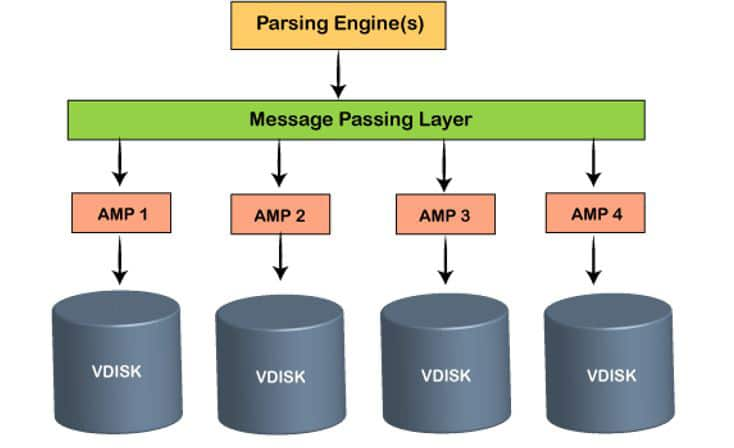 Parsing Engine(s)
Message Passing Layer
AMP 1
AMP 2
AMP 3
AMP 4
VDISK
VDISK
VDISK
VDISK